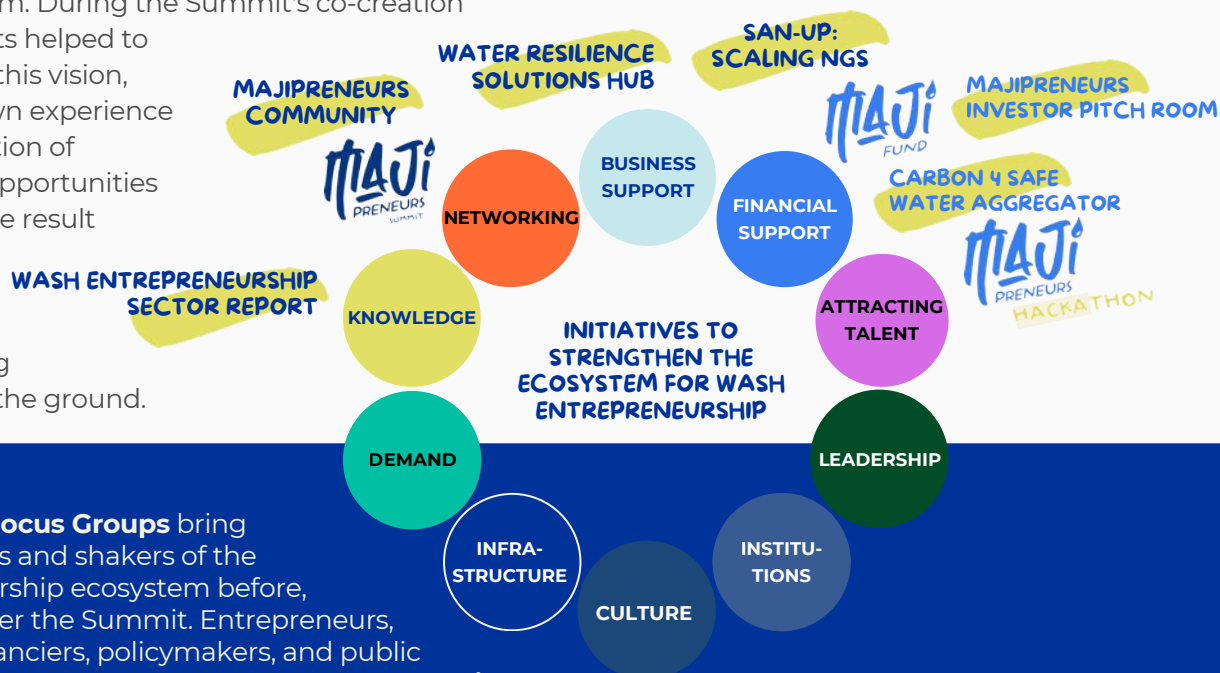 m. During the Summit's co-creation
ts helped to
this vision,
wn experience
tion of
pportunities
e result
g
the ground.
WATER RESILIENCE
SOLUTIONS HUB
SAN-UP:
SCALING NGS
MAJIPRENEURS
COMMUNITY
MAJI
PRENEURS
SUMMIT
MAJI
FUND
MAJIPRENEURS
INVESTOR PITCH ROOM
CARBON 4 SAFE
WATER AGGREGATOR
MAJI
PRENEURS
HACKATHON
WASH ENTREPRENEURSHIP
SECTOR REPORT
BUSINESS
SUPPORT
NETWORKING
FINANCIAL
SUPPORT
KNOWLEDGE
ATTRACTING
TALENT
INITIATIVES TO
STRENGTHEN THE
ECOSYSTEM FOR WASH
ENTREPRENEURSHIP
DEMAND
LEADERSHIP
INFRA-
STRUCTURE
INSTITU-
TIONS
CULTURE
ocus Groups bring
s and shakers of the
rship ecosystem before,
er the Summit. Entrepreneurs,
anciers, policymakers, and public